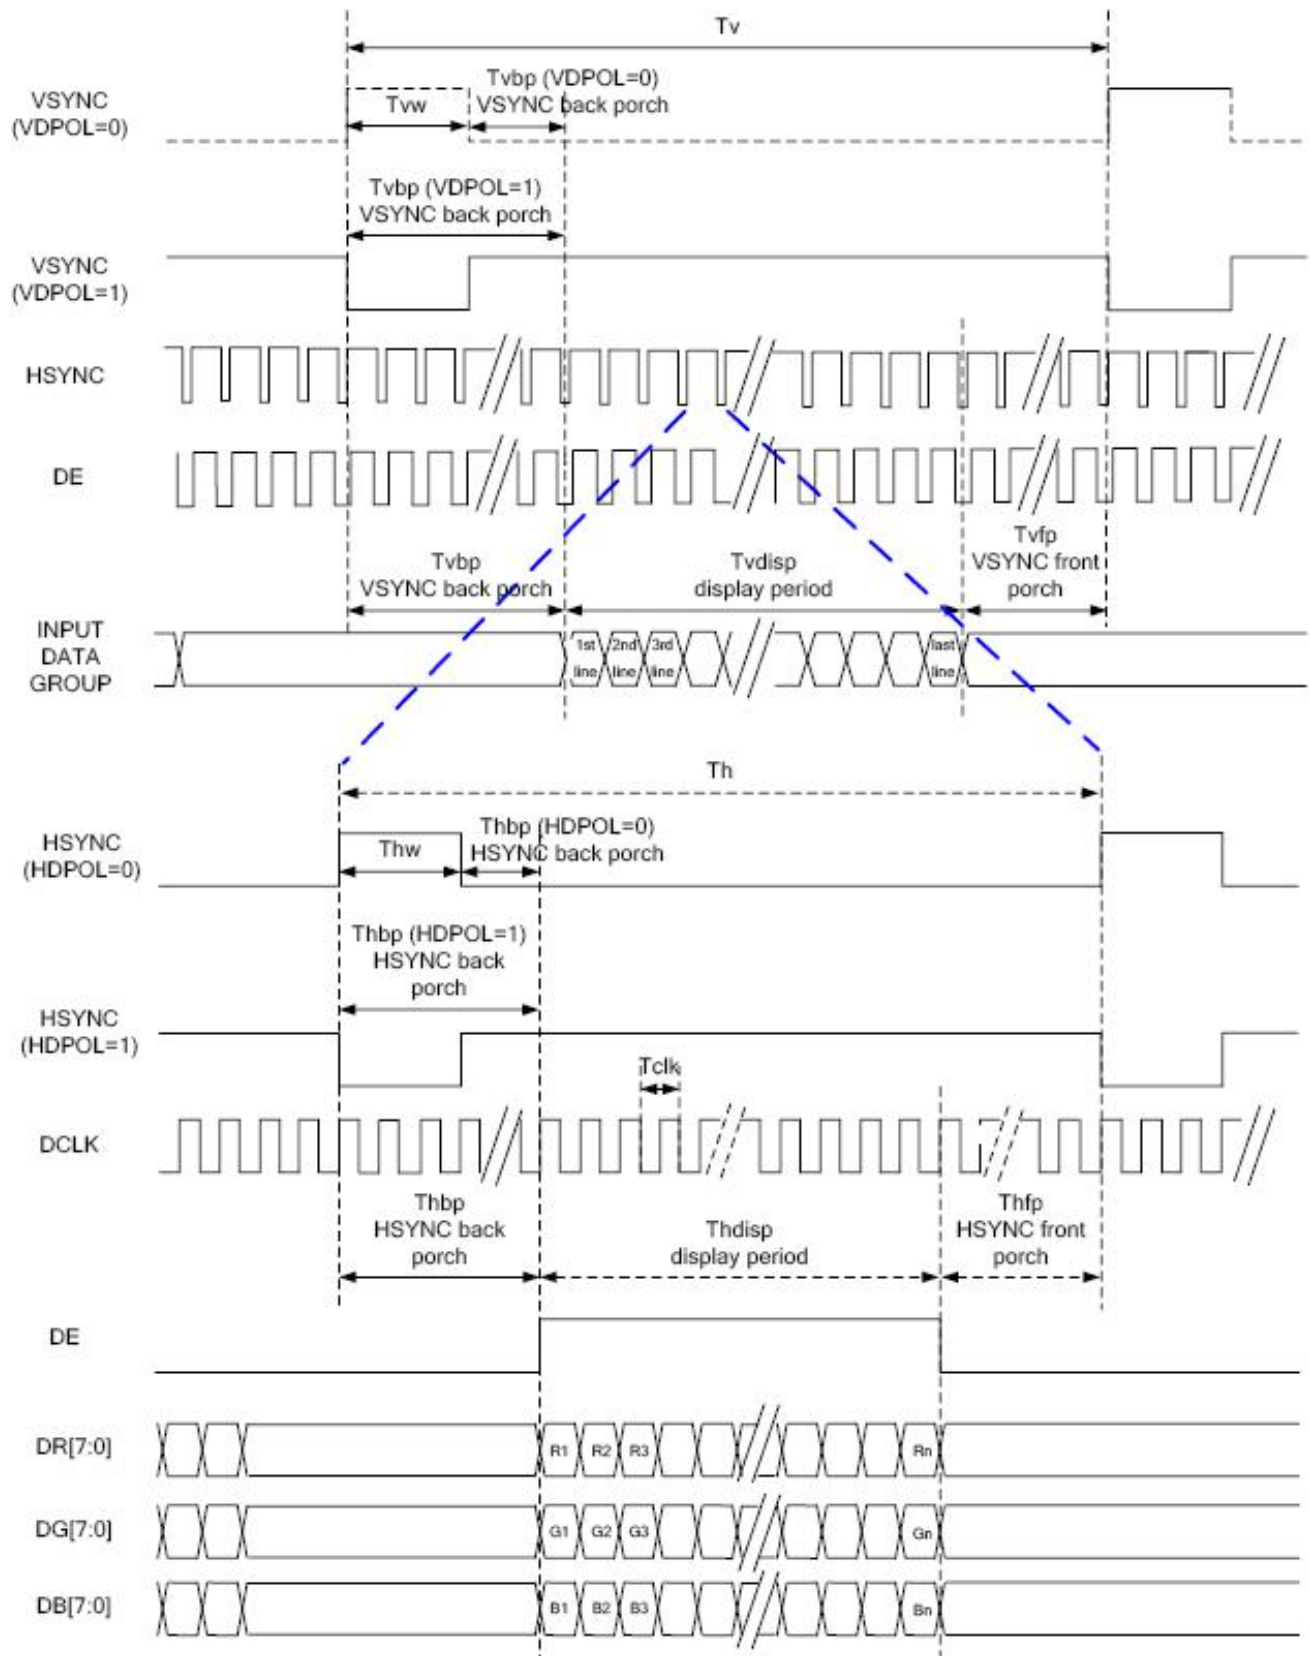 Tv
VSYNC
(VDPOL=0)
Tvw
Tvbp (VDPOL=0)
VSYNC back porch
Tvbp (VDPOL=1)
VSYNC back porch
VSYNC
(VDPOL=1)
HSYNC
DE
Tvbp
VSYNC back porch
Tvdisp
display period
Tvfp
VSYNC front
porch
INPUT
DATA
GROUP
1st
line
2nd
line
3rd
line
last
line
Th
HSYNC
(HDPOL=0)
Thw
Thbp (HDPOL=0)
HSYNC back porch
Thbp (HDPOL=1)
HSYNC back
porch
HSYNC
(HDPOL=1)
Tclk
DCLK
Thbp
HSYNC back
porch
Thdisp
display period
Thfp
HSYNC front
porch
DE
DR[7:0]
R1 R2 R3 Rn
DG[7:0]
G1 G2 G3 Gn
DB[7:0]
B1 B2 B3 Bn